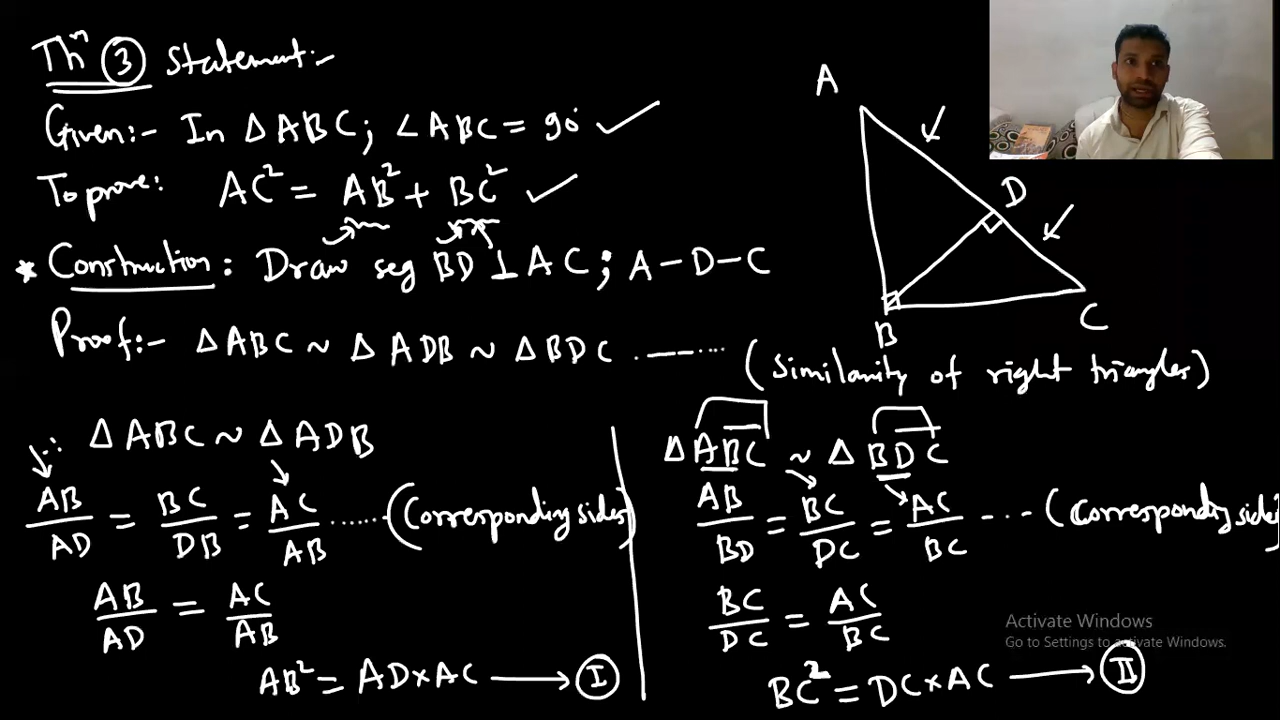 Thm ③ Statement:-
Given:- In Δ ABC; ∠ABC = 90°
To prove: AC² = AB² + BC²
* Construction: Draw seg BD ⊥ AC; A-D-C
Proof:- Δ ABC ~ Δ ADB ~ Δ BDC ........ (Similarity of right triangles)
∴ Δ ABC ~ Δ ADB
AB/AD = BC/DB = AC/AB ...... (Corresponding sides)
AB/AD = AC/AB
AB² = AD×AC → Ⅰ
Δ ABC ~ Δ BDC
AB/BD = BC/DC = AC/BC --- (Corresponding sides)
BC/DC = AC/BC
BC² = DC×AC → Ⅱ
A
D
B
C
Activate Windows
Go to Settings to activate Windows.